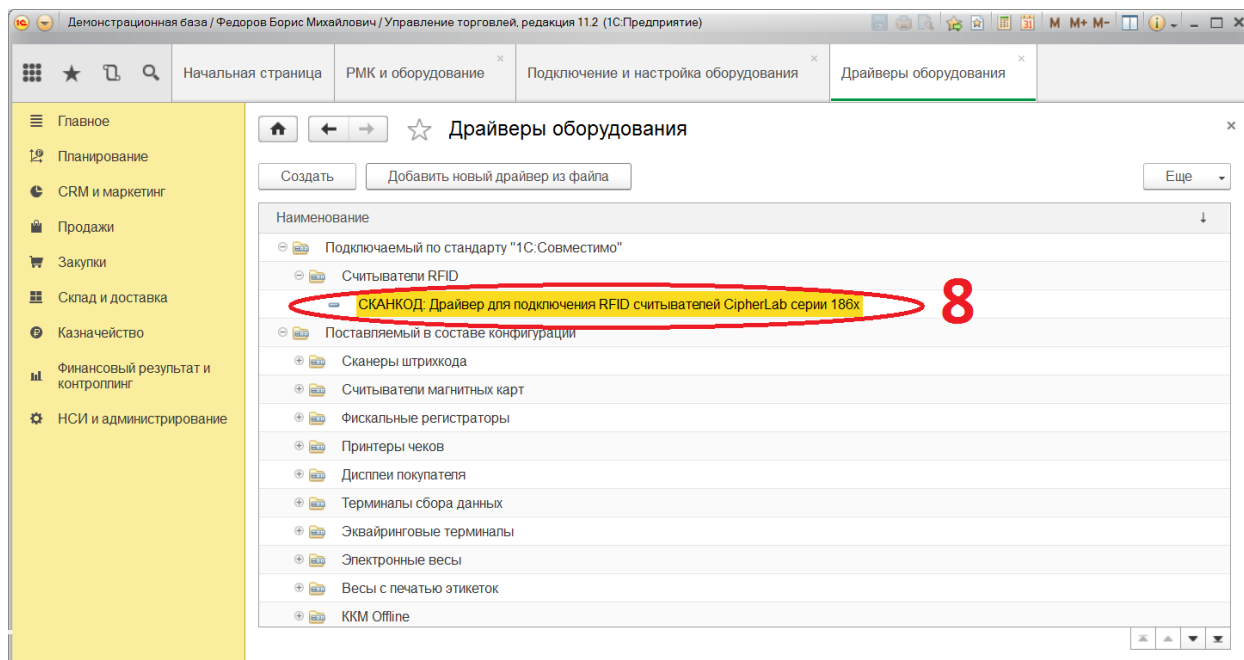 Демонстрационная база / Федоров Борис Михайлович / Управление торговлей, редакция 11.2 (1С:Предприятие)
M M+ M-
Начальная страница
РМК и оборудование
Подключение и настройка оборудования
Драйверы оборудования
Главное
Планирование
CRM и маркетинг
Продажи
Закупки
Склад и доставка
Казначейство
Финансовый результат и
контроллинг
НСИ и администрирование
Драйверы оборудования
Создать
Добавить новый драйвер из файла
Еще
Наименование
Подключаемый по стандарту "1С:Совместимо"
Считыватели RFID
СКАНКОД: Драйвер для подключения RFID считывателей CipherLab серии 186x
8
Поставляемый в составе конфигурации
Сканеры штрихкода
Считыватели магнитных карт
Фискальные регистраторы
Принтеры чеков
Дисплеи покупателя
Терминалы сбора данных
Эквайринговые терминалы
Электронные весы
Весы с печатью этикеток
ККМ Offline